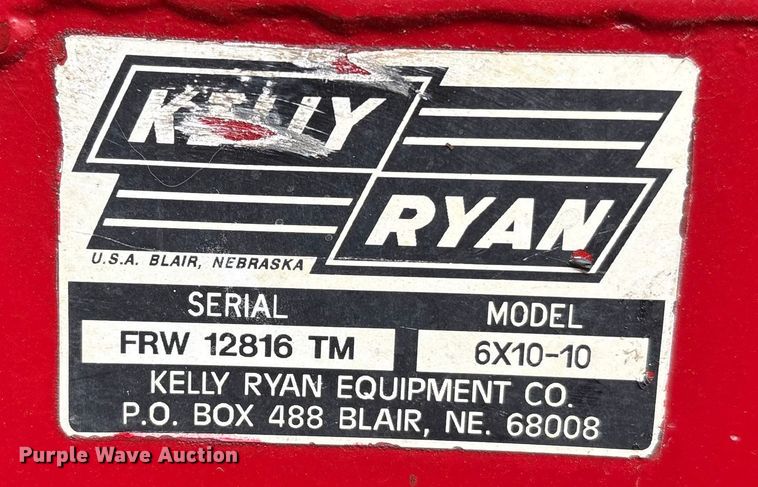 KELLY
RYAN
U.S.A. BLAIR, NEBRASKA
SERIAL MODEL
FRW 12816 TM 6X10-10
KELLY RYAN EQUIPMENT CO.
P.O. BOX 488 BLAIR, NE. 68008
Purple Wave Auction